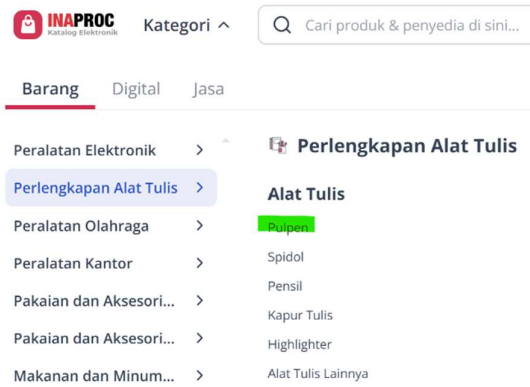 INAPROC
Katalog Elektronik
Kategori
Cari produk & penyedia di sini...
Barang
Digital
Jasa
Peralatan Elektronik
Perlengkapan Alat Tulis
Peralatan Olahraga
Peralatan Kantor
Pakaian dan Aksesori...
Pakaian dan Aksesori...
Makanan dan Minum...
Perlengkapan Alat Tulis
Alat Tulis
Pulpen
Spidol
Pensil
Kapur Tulis
Highlighter
Alat Tulis Lainnya